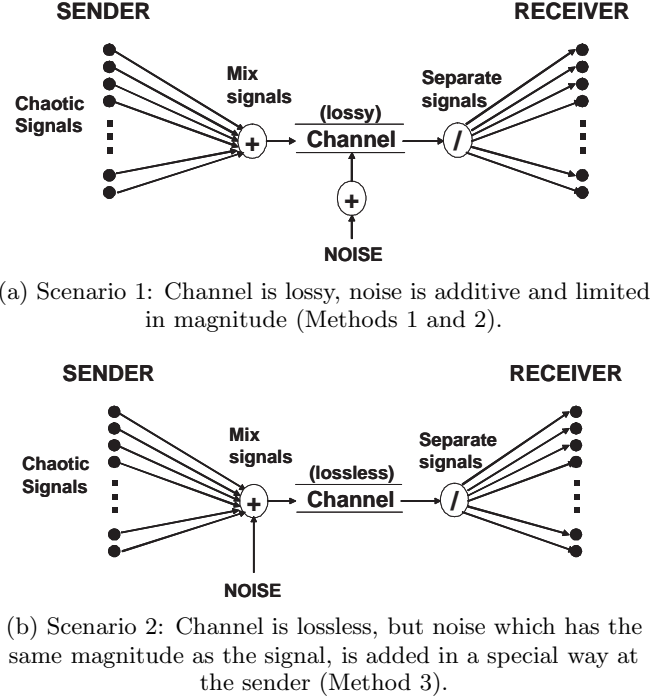 SENDER
RECEIVER
Chaotic
Signals
Mix
signals
(lossy)
Channel
Separate
signals
+
/
+
NOISE
a) Scenario 1: Channel is lossy, noise is additive and limited
in magnitude (Methods 1 and 2).
SENDER
RECEIVER
Chaotic
Signals
Mix
signals
(lossless)
Channel
Separate
signals
+
/
NOISE
(b) Scenario 2: Channel is lossless, but noise which has the
same magnitude as the signal, is added in a special way at
the sender (Method 3).